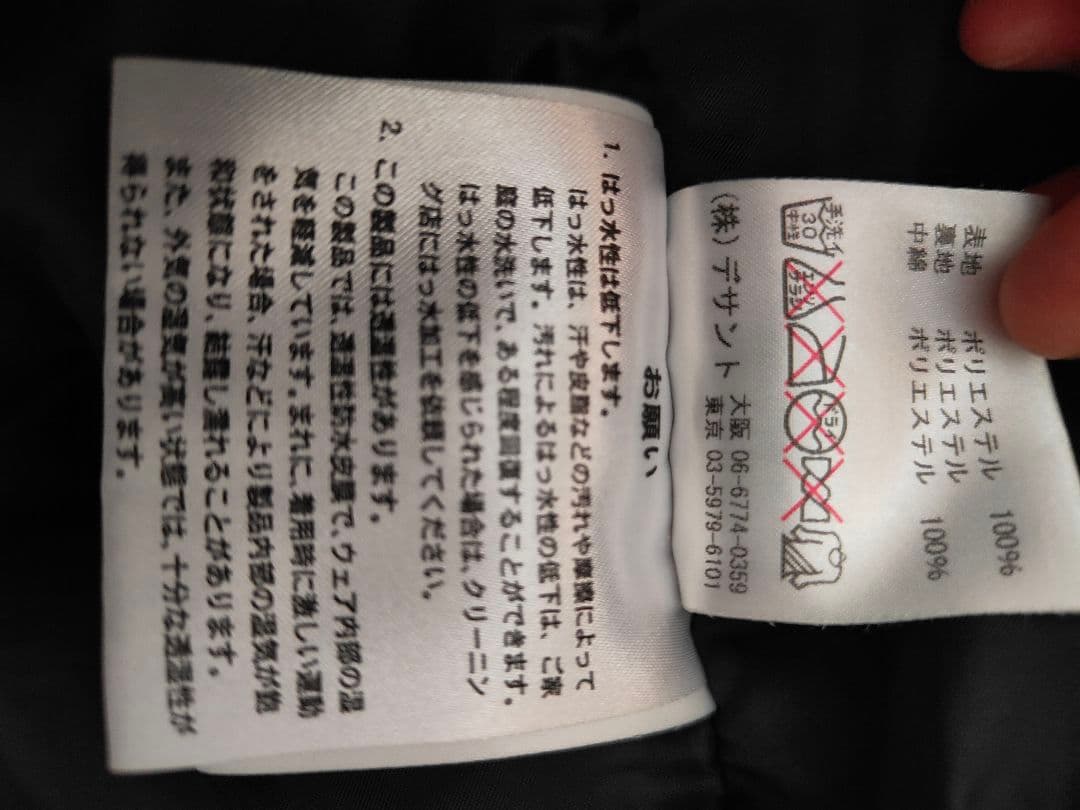 表地 ポリエステル 100%
裏地 ポリエステル
中綿 ポリエステル 100%
手洗イ
30
中性
エンソ
サラシ
ドライ
(株)デサント 大阪 06-6774-0359
東京 03-5979-6101
お願い
1. はっ水性は低下します。
はっ水性は、汗や皮脂などの汚れや摩擦によって
低下します。汚れによるはっ水性の低下は、ご家
庭の水洗いで、ある程度回復することができます。
はっ水性の低下を感じられた場合は、クリーニン
グ店にはっ水加工を依頼してください。
2. この製品には透湿性があります。
この製品では、透湿性防水皮膜で、ウェア内部の湿
気を軽減しています。まれに、着用時に激しい運動
をされた場合、汗などにより製品内部の湿気が飽
和状態になり、結露し濡れることがあります。
また、外気の湿度が高い状態では、十分な透湿性が
得られない場合があります。